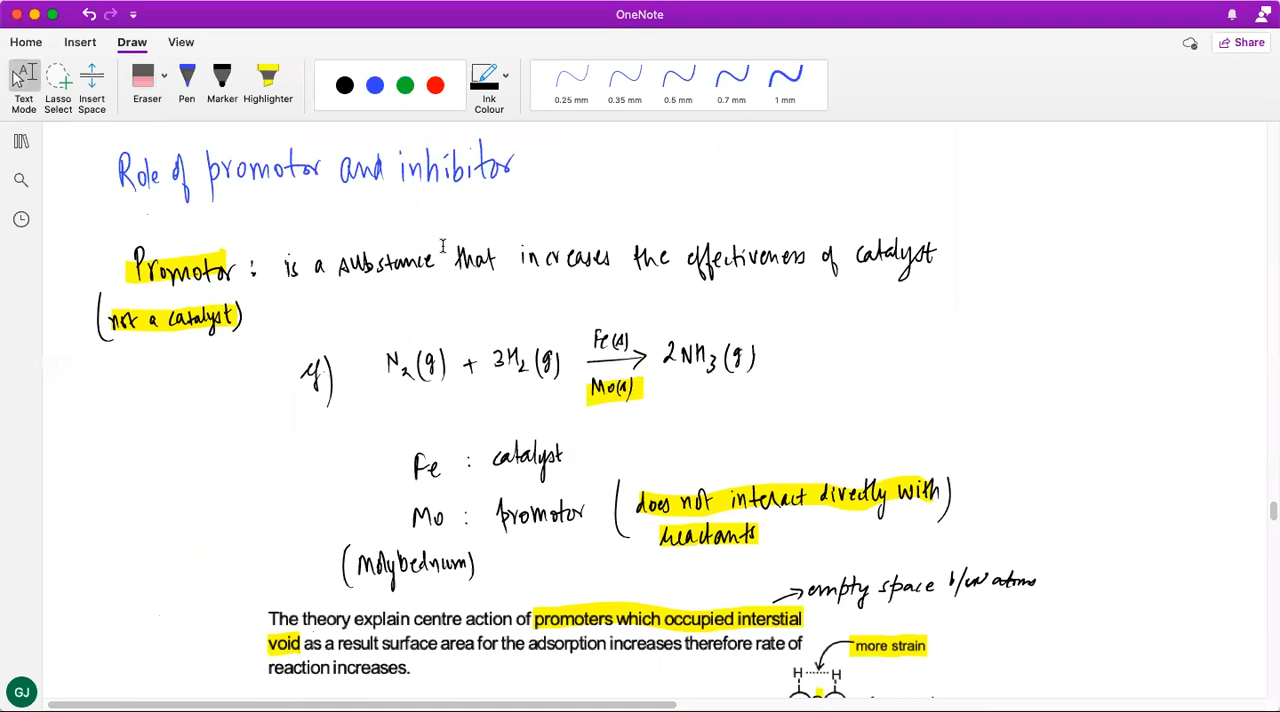 OneNote
Home Insert Draw View
Share
Text Mode
Lasso Select
Insert Space
Eraser
Pen
Marker
Highlighter
Ink Colour
0.25 mm
0.35 mm
0.5 mm
0.7 mm
1 mm
Role of promotor and inhibitor
Promotor : is a substance that increases the effectiveness of catalyst
(not a catalyst)
eg) N2(g) + 3H2(g) Fe(s) → 2NH3(g)
Mo(s)
Fe : catalyst
Mo : promotor (does not interact directly with)
reactants
(Molybednum)
→ empty space b/w atoms
The theory explain centre action of promoters which occupied interstial
void as a result surface area for the adsorption increases therefore rate of
reaction increases.
more strain
H H
GJ